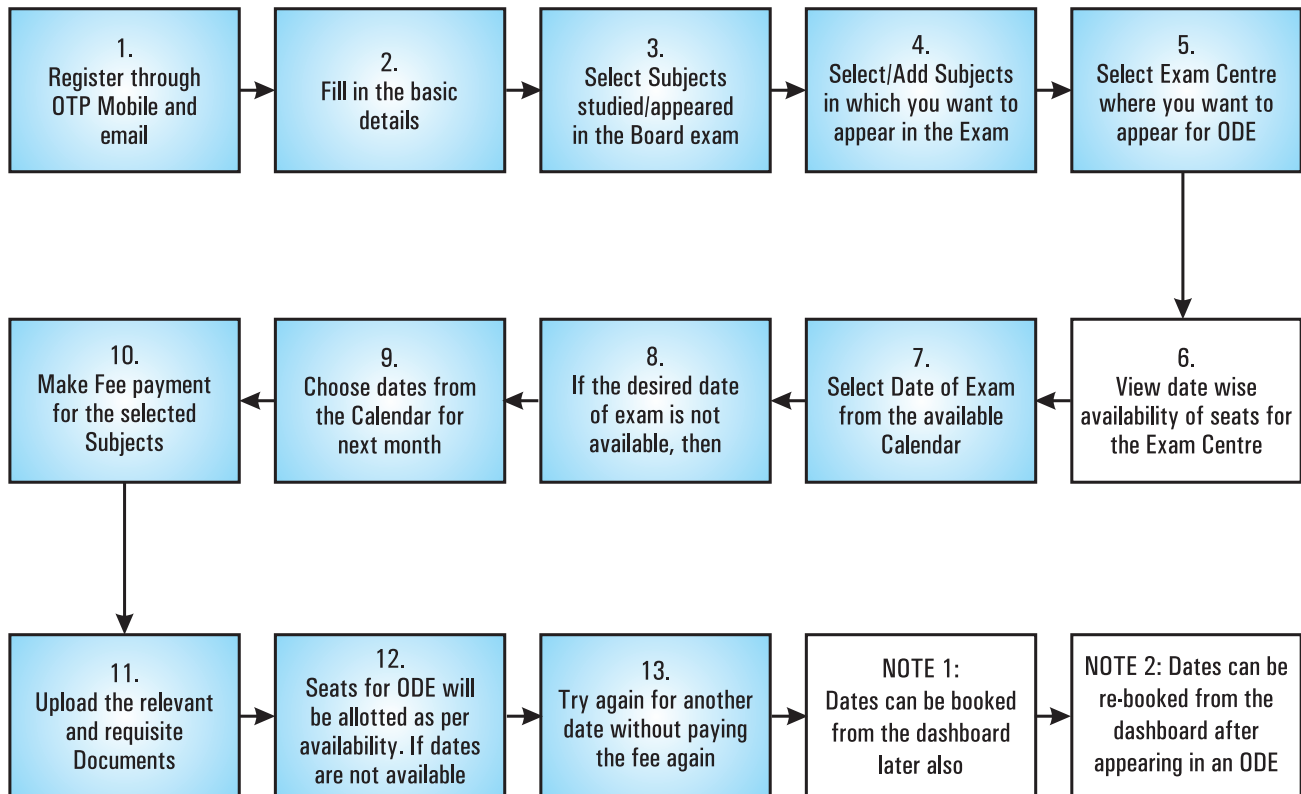 1.
Register through
OTP Mobile and
email
2.
Fill in the basic
details
3.
Select Subjects
studied/appeared
in the Board exam
4.
Select/Add Subjects
in which you want to
appear in the Exam
5.
Select Exam Centre
where you want to
appear for ODE
6.
View date wise
availability of seats for
the Exam Centre
7.
Select Date of Exam
from the available
Calendar
8.
If the desired date
of exam is not
available, then
9.
Choose dates from
the Calendar for
next month
10.
Make Fee payment
for the selected
Subjects
11.
Upload the relevant
and requisite
Documents
12.
Seats for ODE will
be allotted as per
availability. If dates
are not available
13.
Try again for another
date without paying
the fee again
NOTE 1:
Dates can be booked
from the dashboard
later also
NOTE 2: Dates can be
re-booked from the
dashboard after
appearing in an ODE